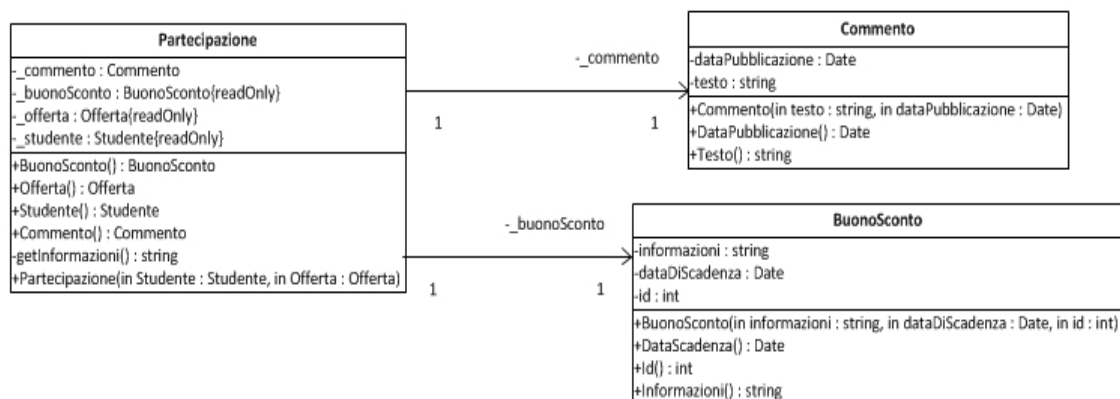 Partecipazione
-_commento : Commento
-_buonoSconto : BuonoSconto{readOnly}
-_offerta : Offerta{readOnly}
-_studente : Studente{readOnly}
+BuonoSconto() : BuonoSconto
+Offerta() : Offerta
+Studente() : Studente
+Commento() : Commento
-getInformazioni() : string
+Partecipazione(in Studente : Studente, in Offerta : Offerta)
-_commento
1
1
Commento
-dataPubblicazione : Date
-testo : string
+Commento(in testo : string, in dataPubblicazione : Date)
+DataPubblicazione() : Date
+Testo() : string
-_buonoSconto
1
1
BuonoSconto
-informazioni : string
-dataDiScadenza : Date
-id : int
+BuonoSconto(in informazioni : string, in dataDiScadenza : Date, in id : int)
+DataScadenza() : Date
+Id() : int
+Informazioni() : string